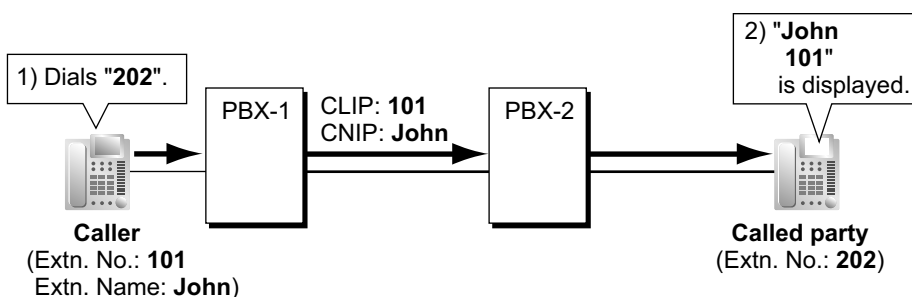 1) Dials "202".
PBX-1
CLIP: 101
CNIP: John
PBX-2
2) "John
101"
is displayed.
Caller
(Extn. No.: 101
Extn. Name: John)
Called party
(Extn. No.: 202)